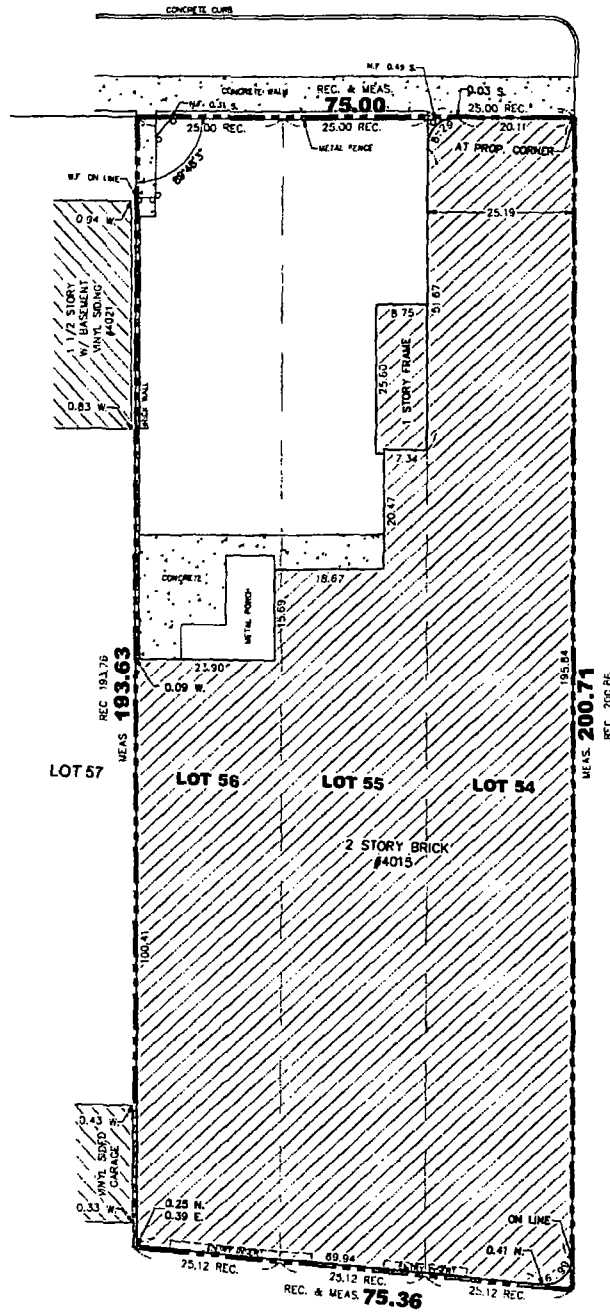 CONCRETE CURB
N.F. 0.49 S.
CONCRETE WALK
REC. & MEAS.
75.00
0.03 S.
N.F. 0.31 S.
25.00 REC.
25.00 REC.
25.00 REC.
20.11
METAL FENCE
AT PROP. CORNER
N.F. ON LINE
0.94 W.
25.19
1 1/2 STORY
W/ BASEMENT
VINYL SIDING
#4021
51.67
8.75
1 STORY FRAME
25.60
0.83 W.
BRICK WALL
7.34
20.47
CONCRETE
18.67
METAL PORCH
15.69
23.90
0.09 W.
REC 193.76
MEAS 193.63
195.84
MEAS. 200.71
REC 200.86
LOT 57
LOT 56
LOT 55
LOT 54
2 STORY BRICK
#4015
100.41
0.43 W.
VINYL SIDED
GARAGE
0.33 W.
0.25 N.
0.39 E.
ON LINE
69.94
0.41 N.
25.12 REC.
25.12 REC.
25.12 REC.
REC. & MEAS. 75.36